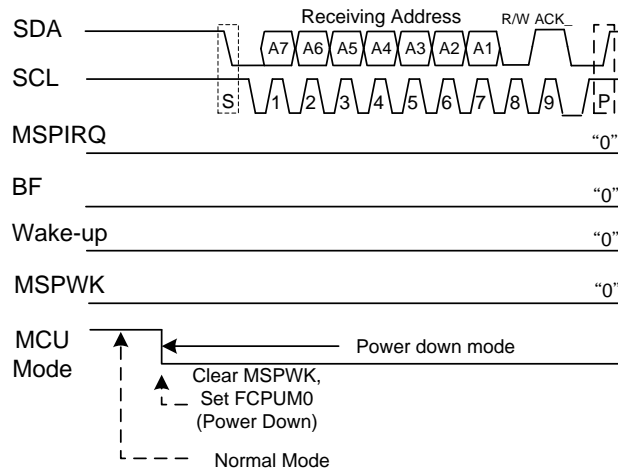 Receiving Address
R/W ACK_
SDA
A7 A6 A5 A4 A3 A2 A1
SCL
S 1 2 3 4 5 6 7 8 9 P
MSPIRQ
“0”
BF
“0”
Wake-up
“0”
MSPWK
“0”
MCU
Mode
Power down mode
Clear MSPWK,
Set FCPUM0
(Power Down)
Normal Mode